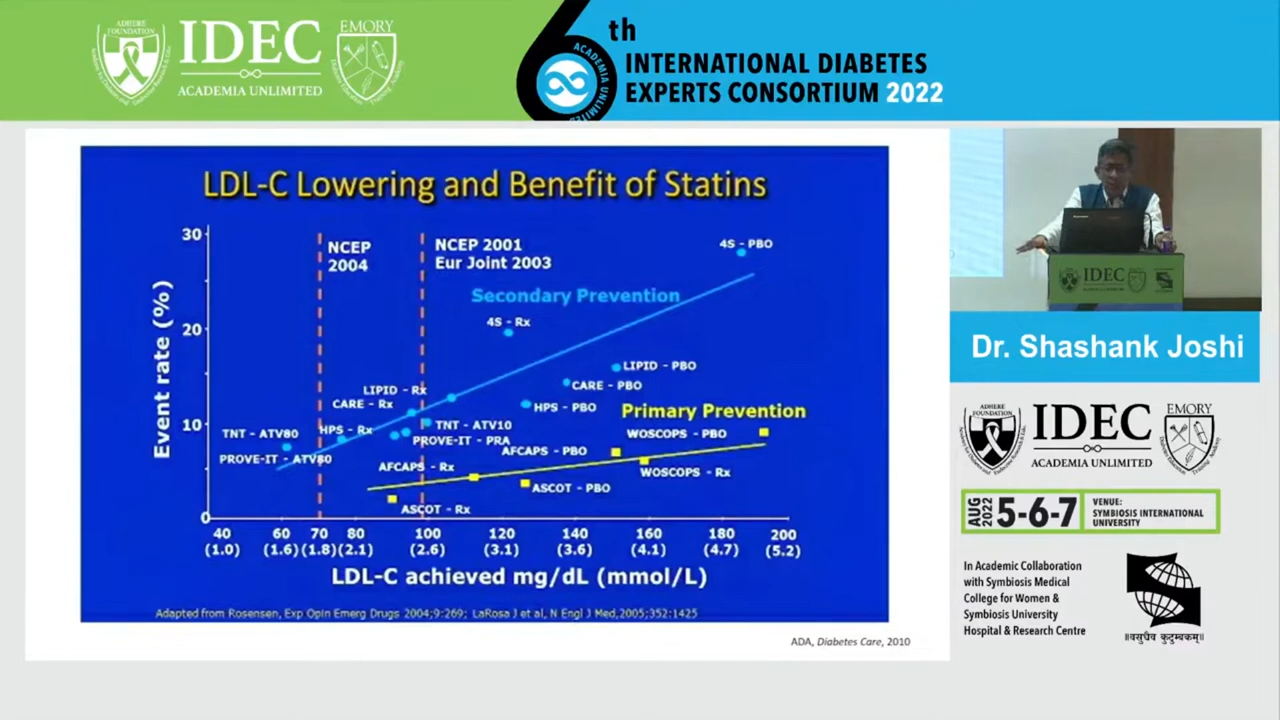 ADHERE
FOUNDATION
IDEC
ACADEMIA UNLIMITED
EMORY
6th
ACADEMIA UNLIMITED
INTERNATIONAL DIABETES
EXPERTS CONSORTIUM 2022
LDL-C Lowering and Benefit of Statins
Event rate (%)
30
20
10
0
NCEP
2004
NCEP 2001
Eur Joint 2003
4S - PBO
Secondary Prevention
4S - Rx
LIPID - PBO
LIPID - Rx
CARE - PBO
CARE - Rx
HPS - PBO
Primary Prevention
TNT - ATV80
HPS - Rx
TNT - ATV10
WOSCOPS - PBO
PROVE-IT - PRA
AFCAPS - PBO
PROVE-IT - ATV80
AFCAPS - Rx
WOSCOPS - Rx
ASCOT - PBO
ASCOT - Rx
40 60 70 80 100 120 140 160 180 200
(1.0) (1.6) (1.8) (2.1) (2.6) (3.1) (3.6) (4.1) (4.7) (5.2)
LDL-C achieved mg/dL (mmol/L)
Adapted from Rosensen, Exp Opin Emerg Drugs 2004;9:269; LaRosa J et al, N Engl J Med,2005;352:1425
ADA, Diabetes Care, 2010
IDEC
Dr. Shashank Joshi
ADHERE
FOUNDATION
IDEC
ACADEMIA UNLIMITED
EMORY
AUG
2022
5-6-7
VENUE:
SYMBIOSIS INTERNATIONAL
UNIVERSITY
In Academic Collaboration
with Symbiosis Medical
College for Women &
Symbiosis University
Hospital & Research Centre
॥वसुधैव कुटुम्बकम्॥